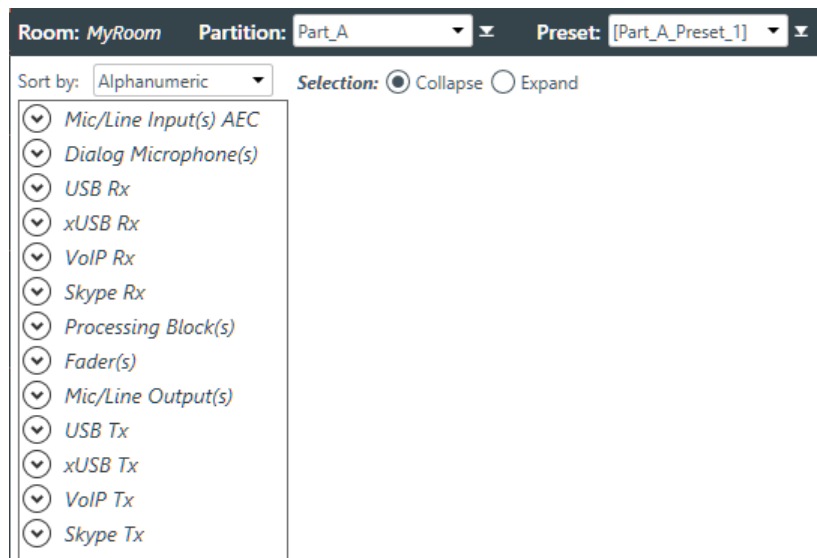 Room: MyRoom Partition: Part_A Preset: [Part_A_Preset_1]
Sort by: Alphanumeric Selection: Collapse Expand
Mic/Line Input(s) AEC
Dialog Microphone(s)
USB Rx
xUSB Rx
VoIP Rx
Skype Rx
Processing Block(s)
Fader(s)
Mic/Line Output(s)
USB Tx
xUSB Tx
VoIP Tx
Skype Tx